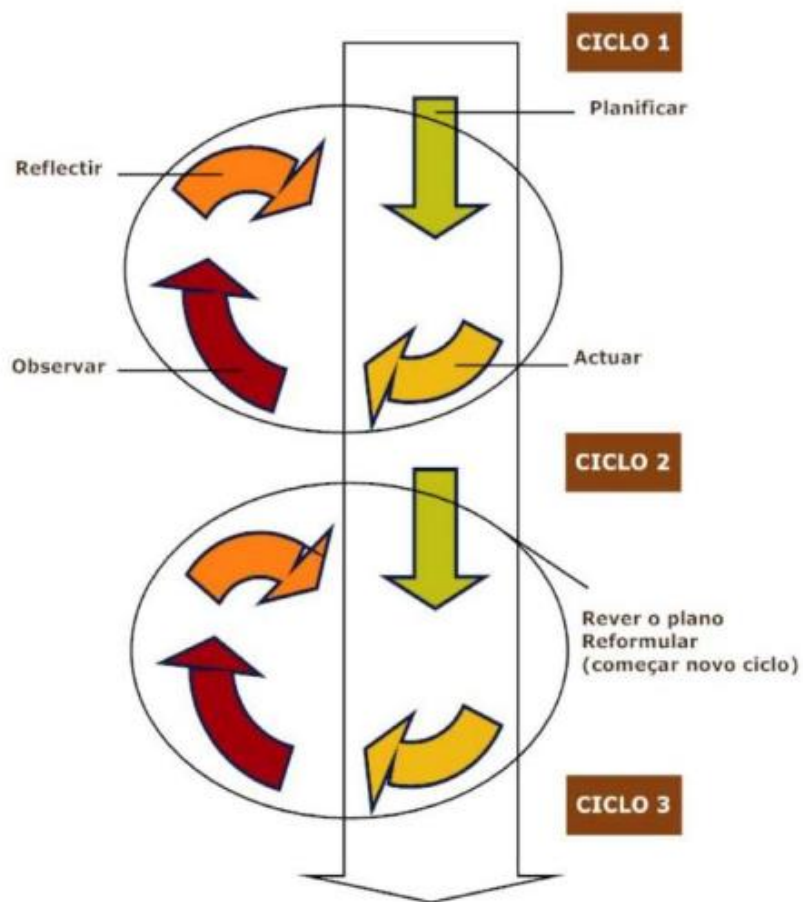 CICLO 1
Planificar
Reflectir
Observar
Actuar
CICLO 2
Rever o plano
Reformular
(começar novo ciclo)
CICLO 3